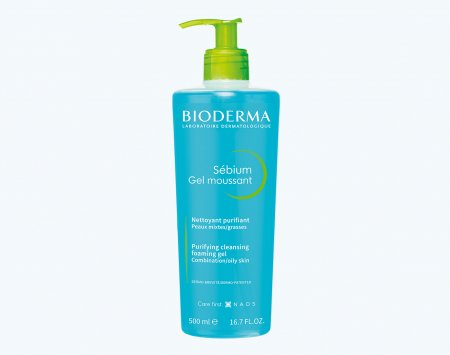 BIODERMA
LABORATOIRE DERMATOLOGIQUE
Sébium
Gel moussant
Nettoyant purifiant
Peaux mixtes/grasses
Purifying cleansing
foaming gel
Combination/oily skin
Care first NAOS
500 ml e 16.7 FL.OZ.